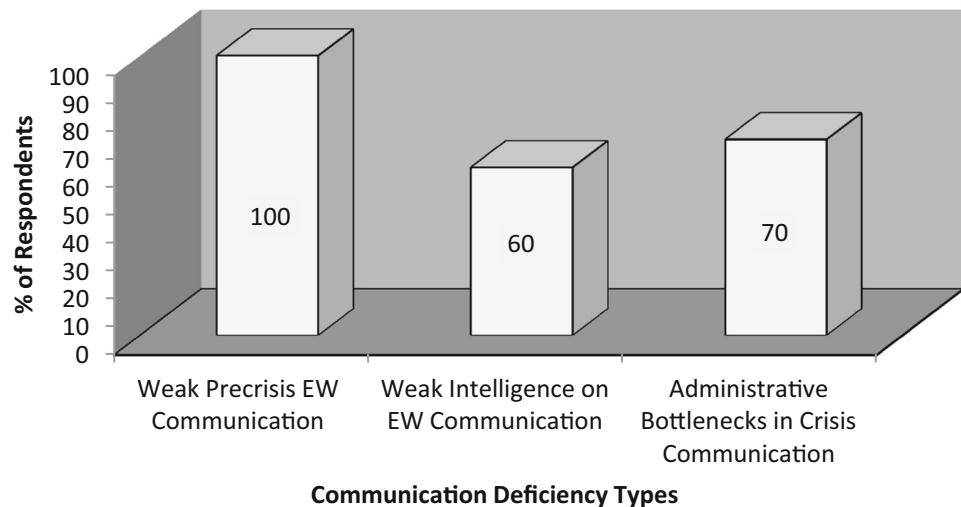 100
90
80
70
60
50
40
30
20
10
0
% of Respondents
100
60
70
Weak Precrisis EW
Communication
Weak Intelligence on
EW Communication
Administrative
Bottlenecks in Crisis
Communication
Communication Deficiency Types